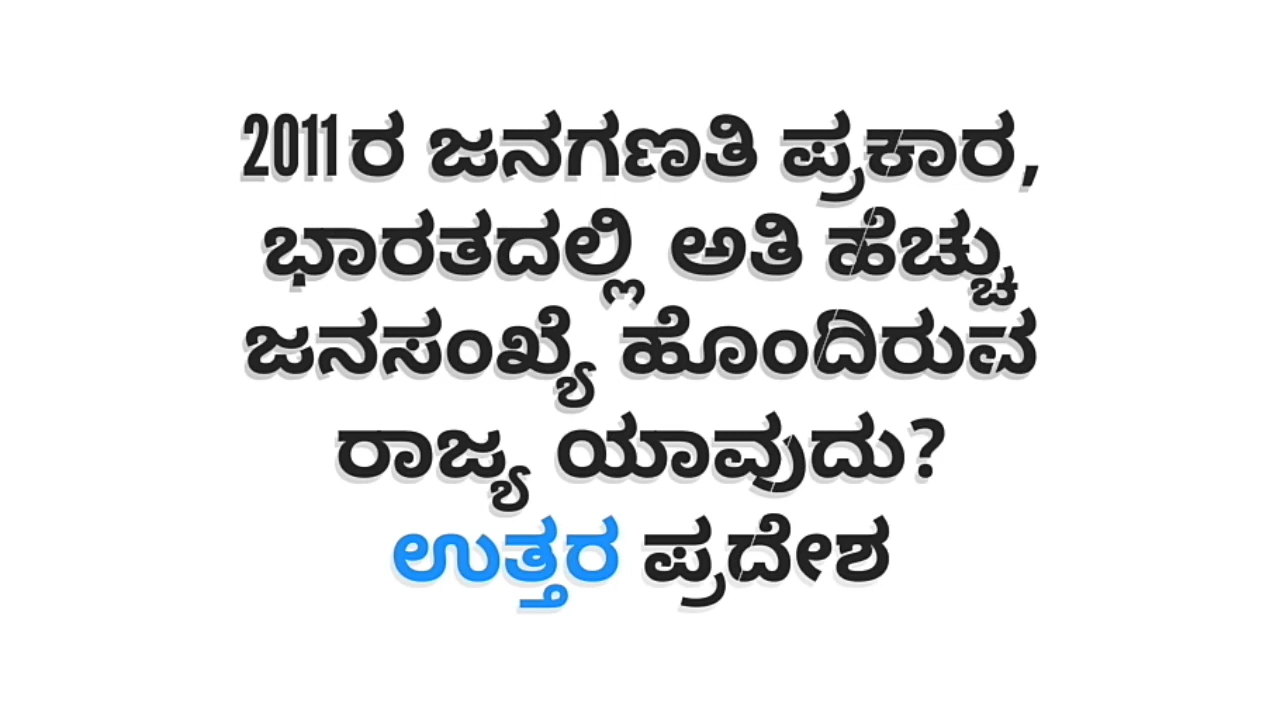 2011ರ ಜನಗಣತಿ ಪ್ರಕಾರ,
ಭಾರತದಲ್ಲಿ ಅತಿ ಹೆಚ್ಚು
ಜನಸಂಖ್ಯೆ ಹೊಂದಿರುವ
ರಾಜ್ಯ ಯಾವುದು?
ಉತ್ತರ ಪ್ರದೇಶ